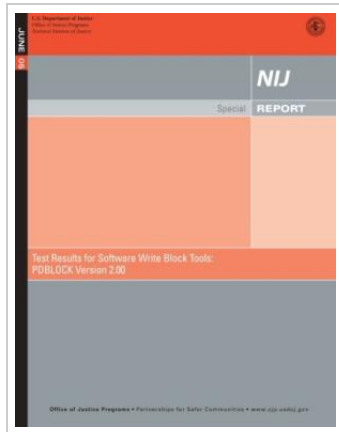 U.S. Department of Justice
Office of Justice Programs
National Institute of Justice
JUNE 05
NIJ
Special REPORT
Test Results for Software Write Block Tools:
PDBLOCK Version 2.00
Office of Justice Programs • Partnerships for Safer Communities • www.ojp.usdoj.gov